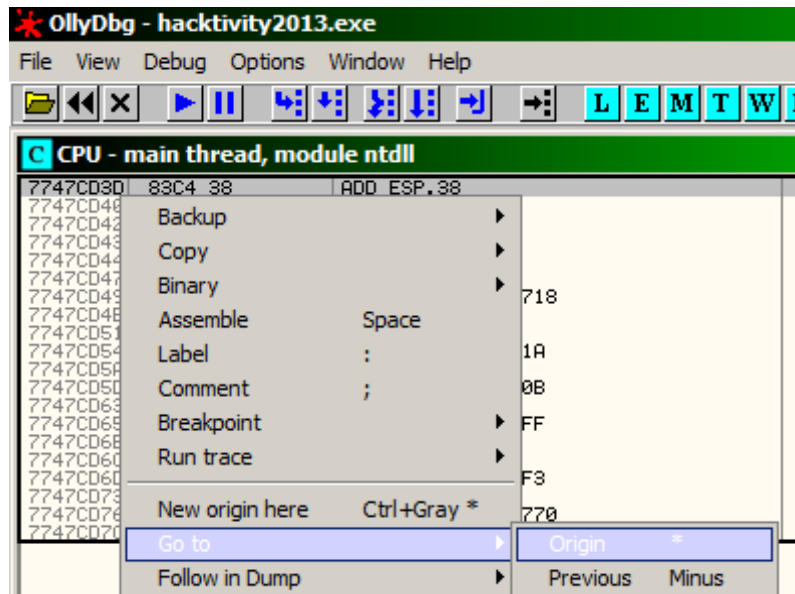 OllyDbg - hacktivity2013.exe
File View Debug Options Window Help
L E M T W
C CPU - main thread, module ntdll
7747CD3D 83C4 38 ADD ESP,38
Backup
Copy
Binary
718
Assemble Space
Label : 1A
Comment ; 0B
Breakpoint FF
Run trace
F3
New origin here Ctrl+Gray * 770
Go to Origin *
Follow in Dump Previous Minus